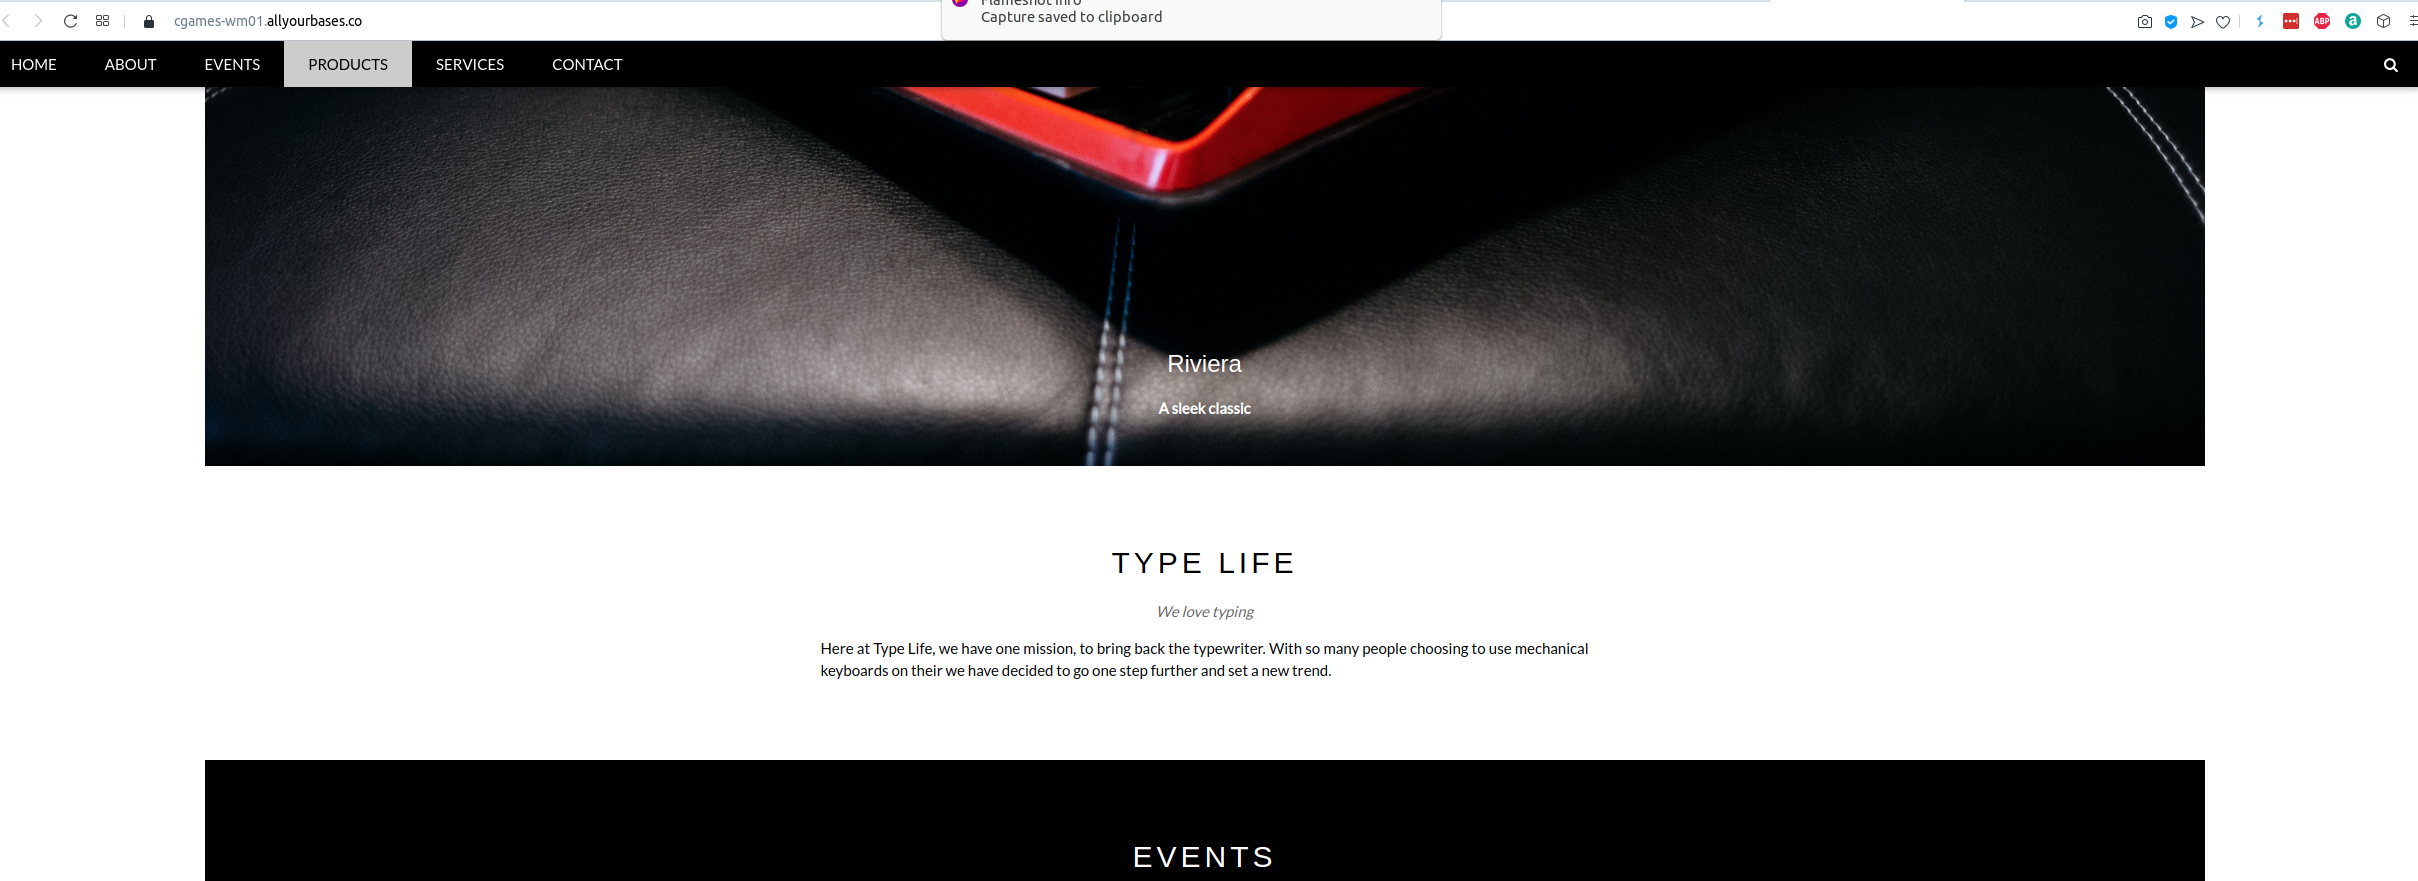 Flameshot Info
Capture saved to clipboard
cgames-wm01.allyourbases.co
ABP
a
HOME ABOUT EVENTS PRODUCTS SERVICES CONTACT
Riviera
A sleek classic
TYPE LIFE
We love typing
Here at Type Life, we have one mission, to bring back the typewriter. With so many people choosing to use mechanical
keyboards on their we have decided to go one step further and set a new trend.
EVENTS